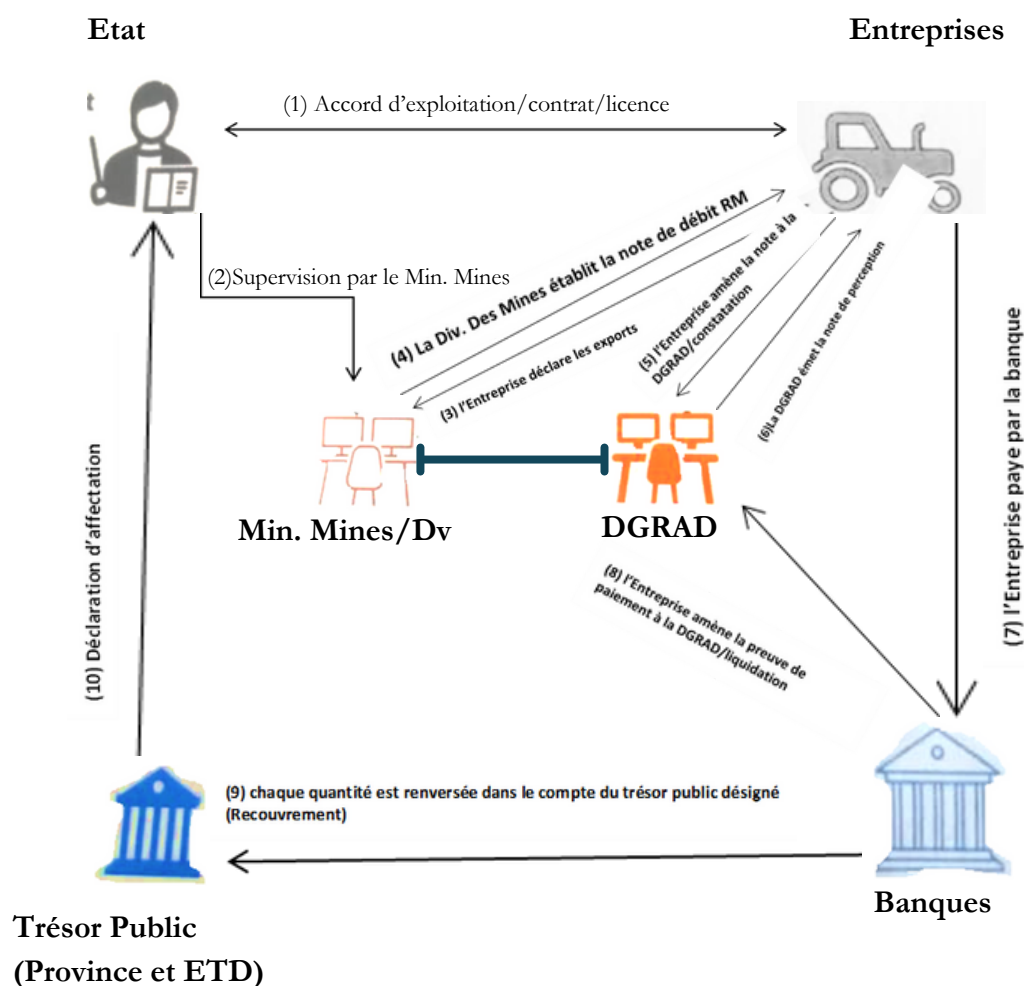 Etat
Entreprises
t
(1) Accord d'exploitation/contrat/licence
(2)Supervision par le Min. Mines
(4) La Div. Des Mines établit la note de débit RM
(3) l'Entreprise déclare les exports
(5) l'Entreprise amène la note à la
DGRAD/constatation
(6)La DGRAD émet la note de perception
(7) l'Entreprise paye par la banque
(10) Déclaration d'affectation
Min. Mines/Dv
DGRAD
(8) l'Entreprise amène la preuve de
paiement à la DGRAD/liquidation
(9) chaque quantité est renversée dans le compte du trésor public désigné
(Recouvrement)
Banques
Trésor Public
(Province et ETD)